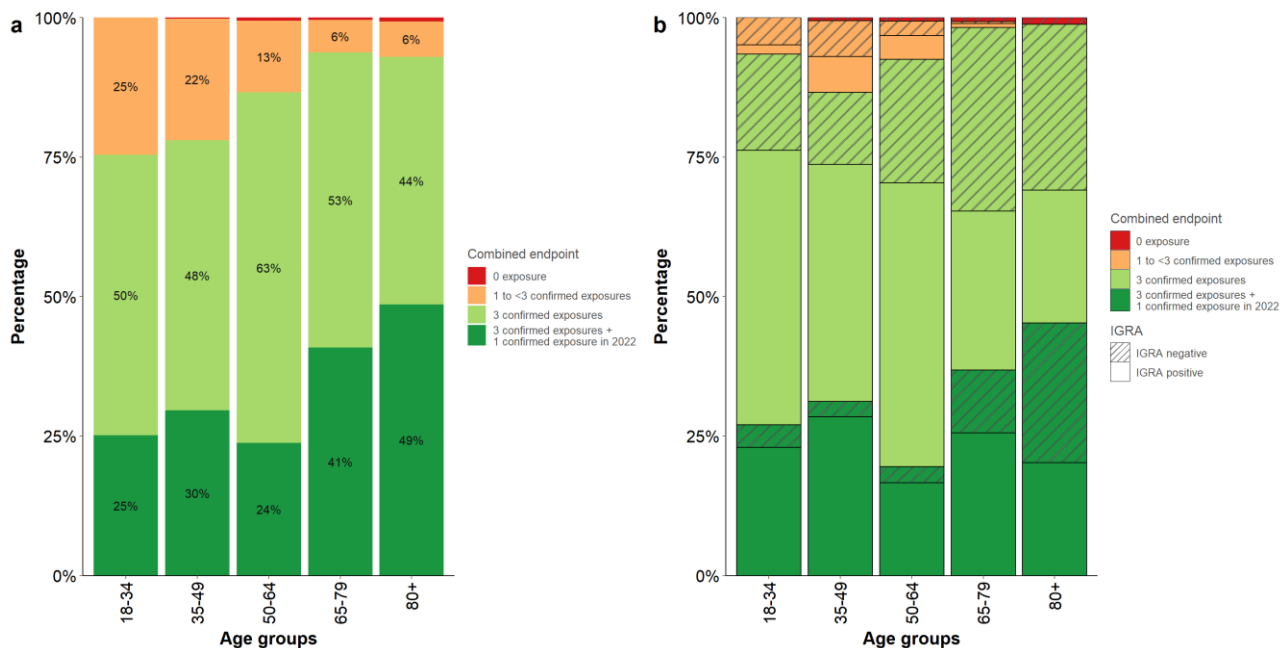 a
Percentage
100%
75%
50%
25%
0%
25%
50%
25%
22%
48%
30%
13%
63%
24%
6%
53%
41%
6%
44%
49%
18-34
35-49
50-64
65-79
80+
Age groups
Combined endpoint
0 exposure
1 to <3 confirmed exposures
3 confirmed exposures
3 confirmed exposures +
1 confirmed exposure in 2022
b
Percentage
100%
75%
50%
25%
0%
18-34
35-49
50-64
65-79
80+
Age groups
Combined endpoint
0 exposure
1 to <3 confirmed exposures
3 confirmed exposures
3 confirmed exposures +
1 confirmed exposure in 2022
IGRA
IGRA negative
IGRA positive